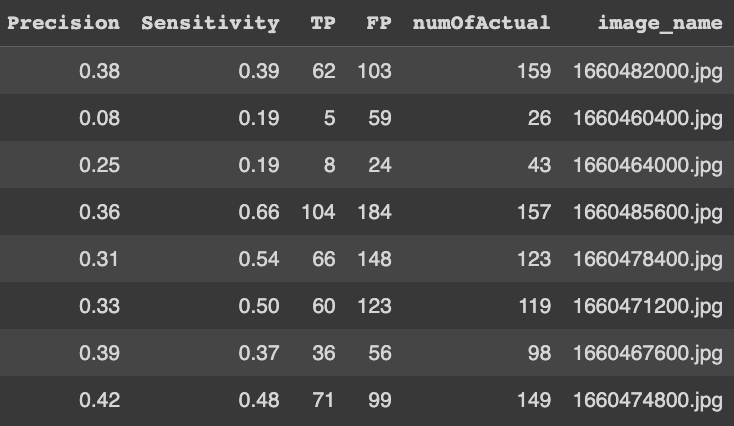 Precision Sensitivity TP FP numOfActual image_name
0.38 0.39 62 103 159 1660482000.jpg
0.08 0.19 5 59 26 1660460400.jpg
0.25 0.19 8 24 43 1660464000.jpg
0.36 0.66 104 184 157 1660485600.jpg
0.31 0.54 66 148 123 1660478400.jpg
0.33 0.50 60 123 119 1660471200.jpg
0.39 0.37 36 56 98 1660467600.jpg
0.42 0.48 71 99 149 1660474800.jpg